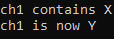 ch1 contains X
ch1 is now Y